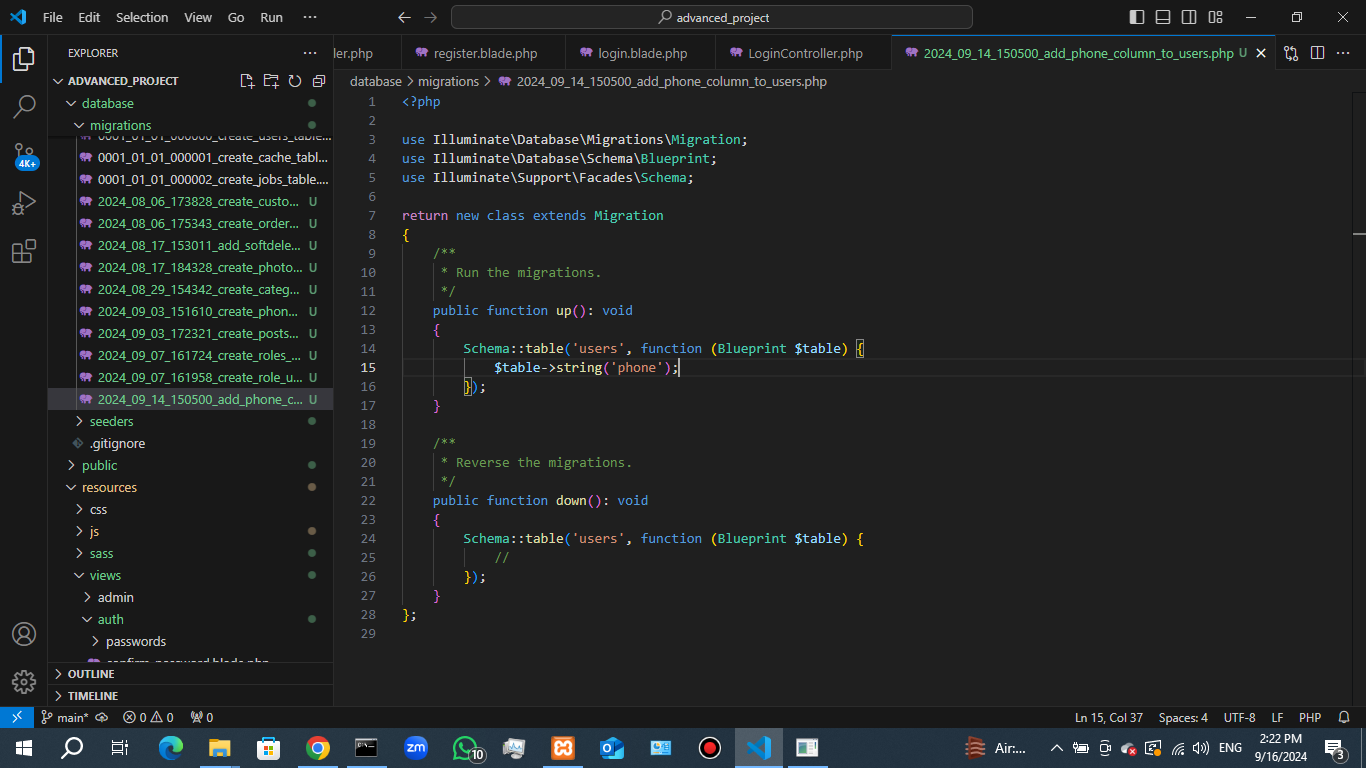 File Edit Selection View Go Run ···
advanced_project
EXPLORER
ler.php
register.blade.php
login.blade.php
LoginController.php
2024_09_14_150500_add_phone_column_to_users.php U
ADVANCED_PROJECT
database > migrations > 2024_09_14_150500_add_phone_column_to_users.php
database
migrations
0001_01_01_000000_create_users_table...
0001_01_01_000001_create_cache_tabl...
0001_01_01_000002_create_jobs_table....
2024_08_06_173828_create_custo... U
2024_08_06_175343_create_order... U
2024_08_17_153011_add_softdele... U
2024_08_17_184328_create_photo... U
2024_08_29_154342_create_categ... U
2024_09_03_151610_create_phon... U
2024_09_03_172321_create_posts... U
2024_09_07_161724_create_roles_... U
2024_09_07_161958_create_role_u... U
2024_09_14_150500_add_phone_c... U
seeders
.gitignore
public
resources
css
js
sass
views
admin
auth
passwords
confirm-password.blade.php
OUTLINE
TIMELINE
4K+
1 <?php
2
3 use Illuminate\Database\Migrations\Migration;
4 use Illuminate\Database\Schema\Blueprint;
5 use Illuminate\Support\Facades\Schema;
6
7 return new class extends Migration
8 {
9 /**
10 * Run the migrations.
11 */
12 public function up(): void
13 {
14 Schema::table('users', function (Blueprint $table) {
15 $table->string('phone');
16 });
17 }
18
19 /**
20 * Reverse the migrations.
21 */
22 public function down(): void
23 {
24 Schema::table('users', function (Blueprint $table) {
25 //
26 });
27 }
28 };
29
main* 0 0 0
Ln 15, Col 37 Spaces: 4 UTF-8 LF PHP
zm
10
Air:...
ENG
2:22 PM
9/16/2024
3